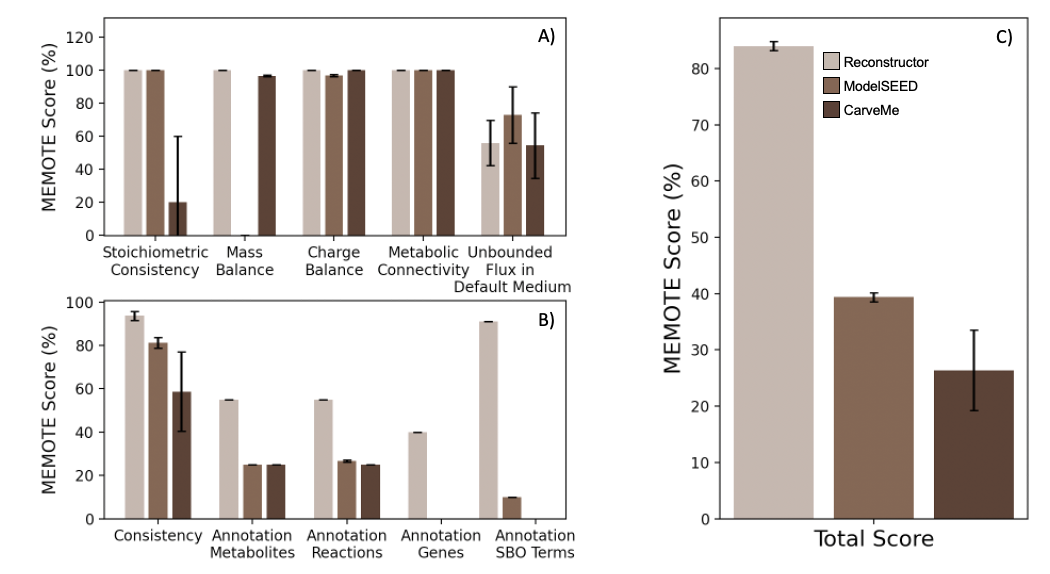 A)
MEMOTE Score (%)
120
100
80
60
40
20
0
Stoichiometric Consistency
Mass Balance
Charge Balance
Metabolic Connectivity
Unbounded Flux in Default Medium
B)
MEMOTE Score (%)
100
80
60
40
20
0
Consistency
Annotation Metabolites
Annotation Reactions
Annotation Genes
Annotation SBO Terms
C)
Reconstructor
ModelSEED
CarveMe
MEMOTE Score (%)
80
70
60
50
40
30
20
10
0
Total Score